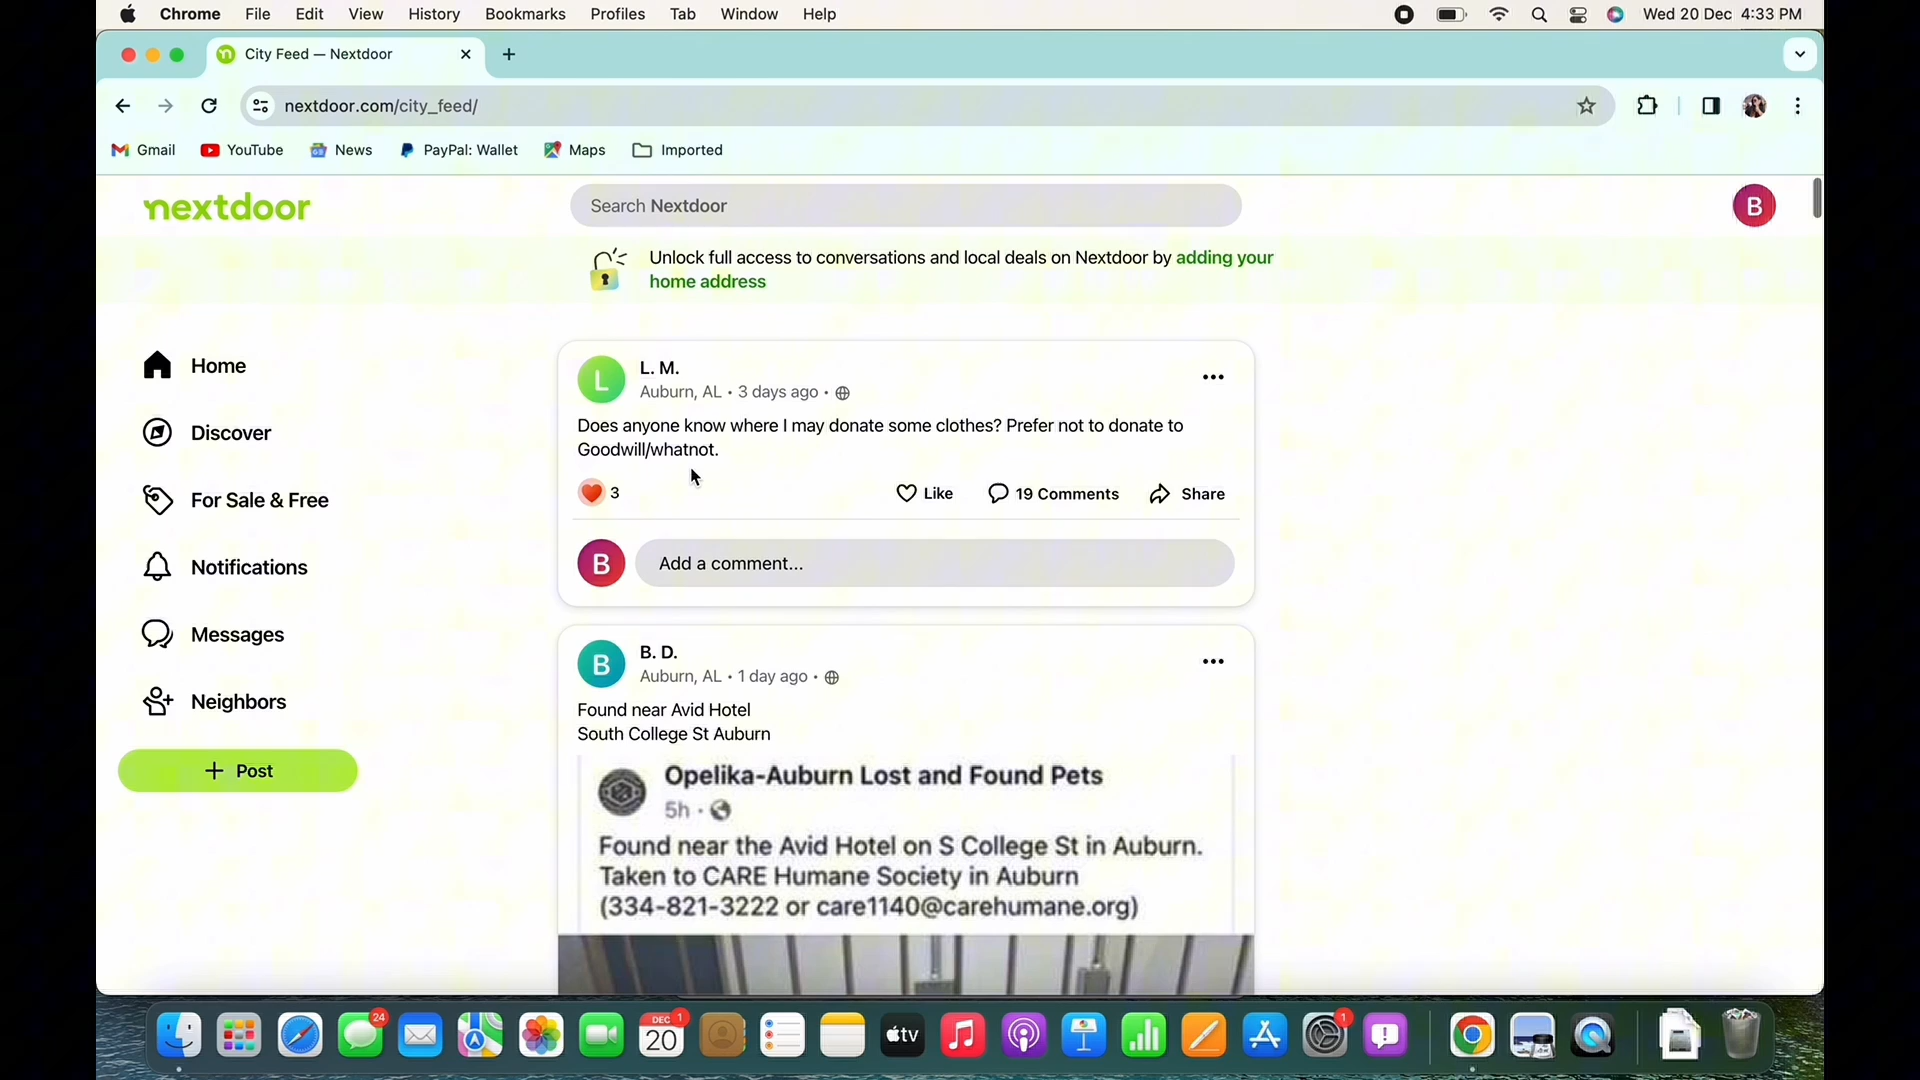 Chrome File Edit View History Bookmarks Profiles Tab Window Help Wed 20 Dec 4:33 PM
City Feed — Nextdoor
nextdoor.com/city_feed/
Gmail YouTube News PayPal: Wallet Maps Imported
nextdoor Search Nextdoor B
Unlock full access to conversations and local deals on Nextdoor by adding your
home address
Home
Discover
For Sale & Free
Notifications
Messages
Neighbors
+ Post
L
L. M.
Auburn, AL • 3 days ago •
Does anyone know where I may donate some clothes? Prefer not to donate to
Goodwill/whatnot.
3 Like 19 Comments Share
B Add a comment...
B
B. D.
Auburn, AL • 1 day ago •
Found near Avid Hotel
South College St Auburn
Opelika-Auburn Lost and Found Pets
5h •
Found near the Avid Hotel on S College St in Auburn.
Taken to CARE Humane Society in Auburn
(334-821-3222 or care1140@carehumane.org)
24 DEC 1 20 tv 1